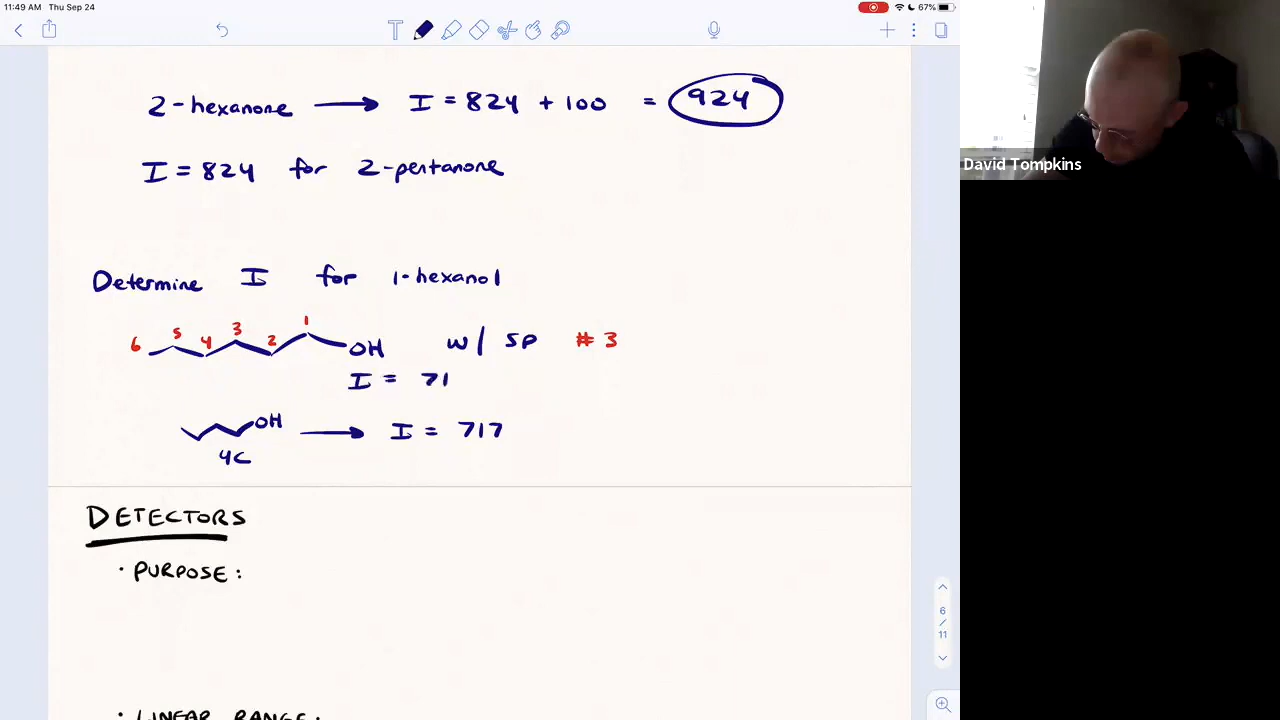 11:49 AM Thu Sep 24
67%
David Tompkins
2-hexanone → I = 824 + 100 = 924
I = 824 for 2-pentanone
Determine I for 1-hexanol
6 5 4 3 2 1
OH w/ SP # 3
I = 71
OH → I = 717
4C
DETECTORS
· PURPOSE:
6
/
11
· LINEAR RANGE: